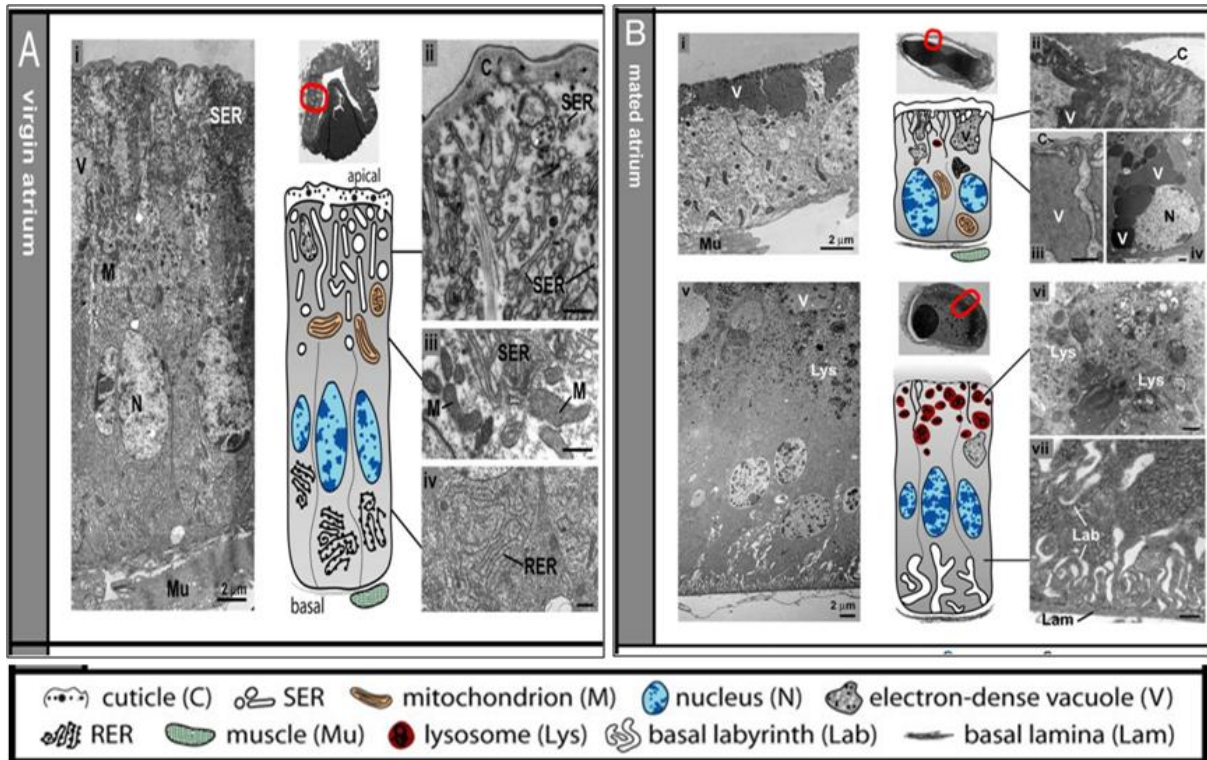 A
virgin atrium
i
SER
V
M
N
Mu
2 μm
apical
basal
ii
C
SER
SER
iii
SER
M
M
iv
RER
B
mated atrium
i
V
Mu
2 μm
V
ii
C
V
C
V
iii
V
N
V
iv
v
V
Lys
2 μm
vi
Lys
Lys
vii
Lab
Lam
cuticle (C) SER mitochondrion (M) nucleus (N) electron-dense vacuole (V)
RER muscle (Mu) lysosome (Lys) basal labyrinth (Lab) basal lamina (Lam)